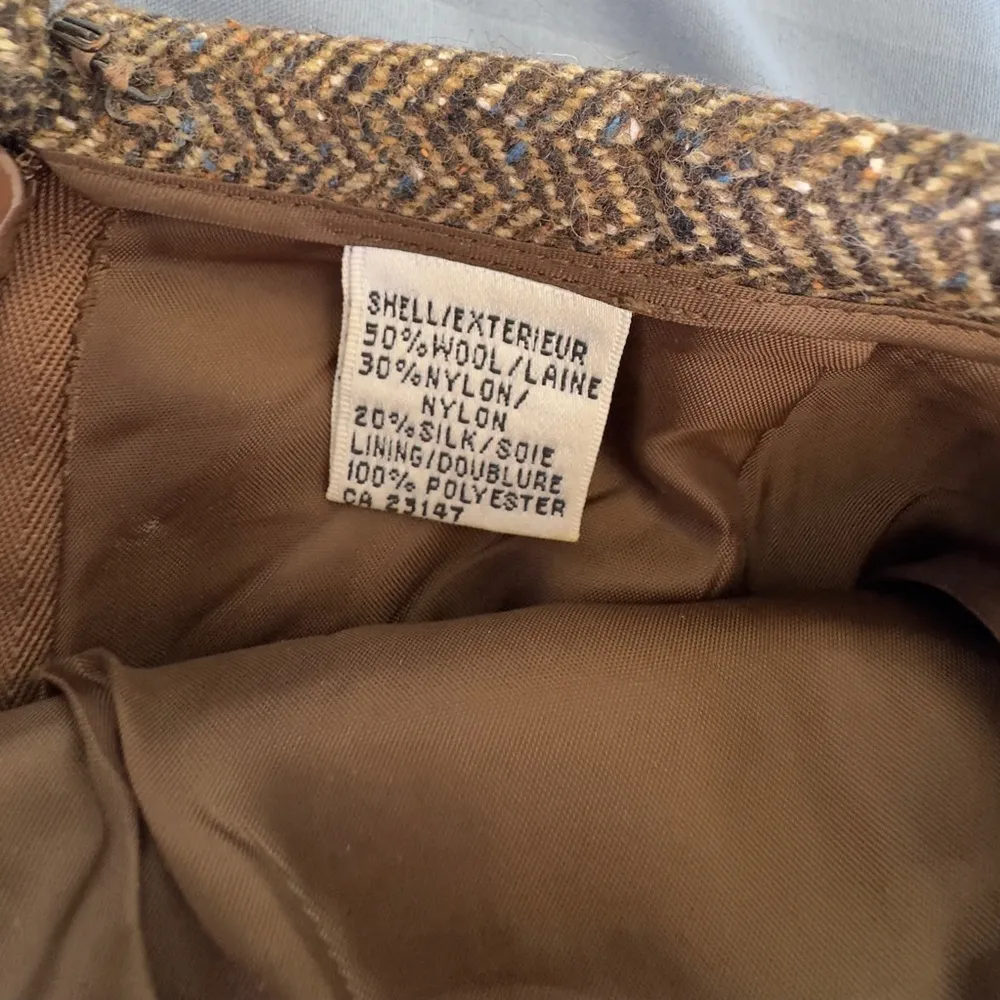 SHELL/EXTERIEUR
50%WOOL/LAINE
30%NYLON/
NYLON
20%SILK/SOIE
LINING/DOUBLURE
100% POLYESTER
CA 23147